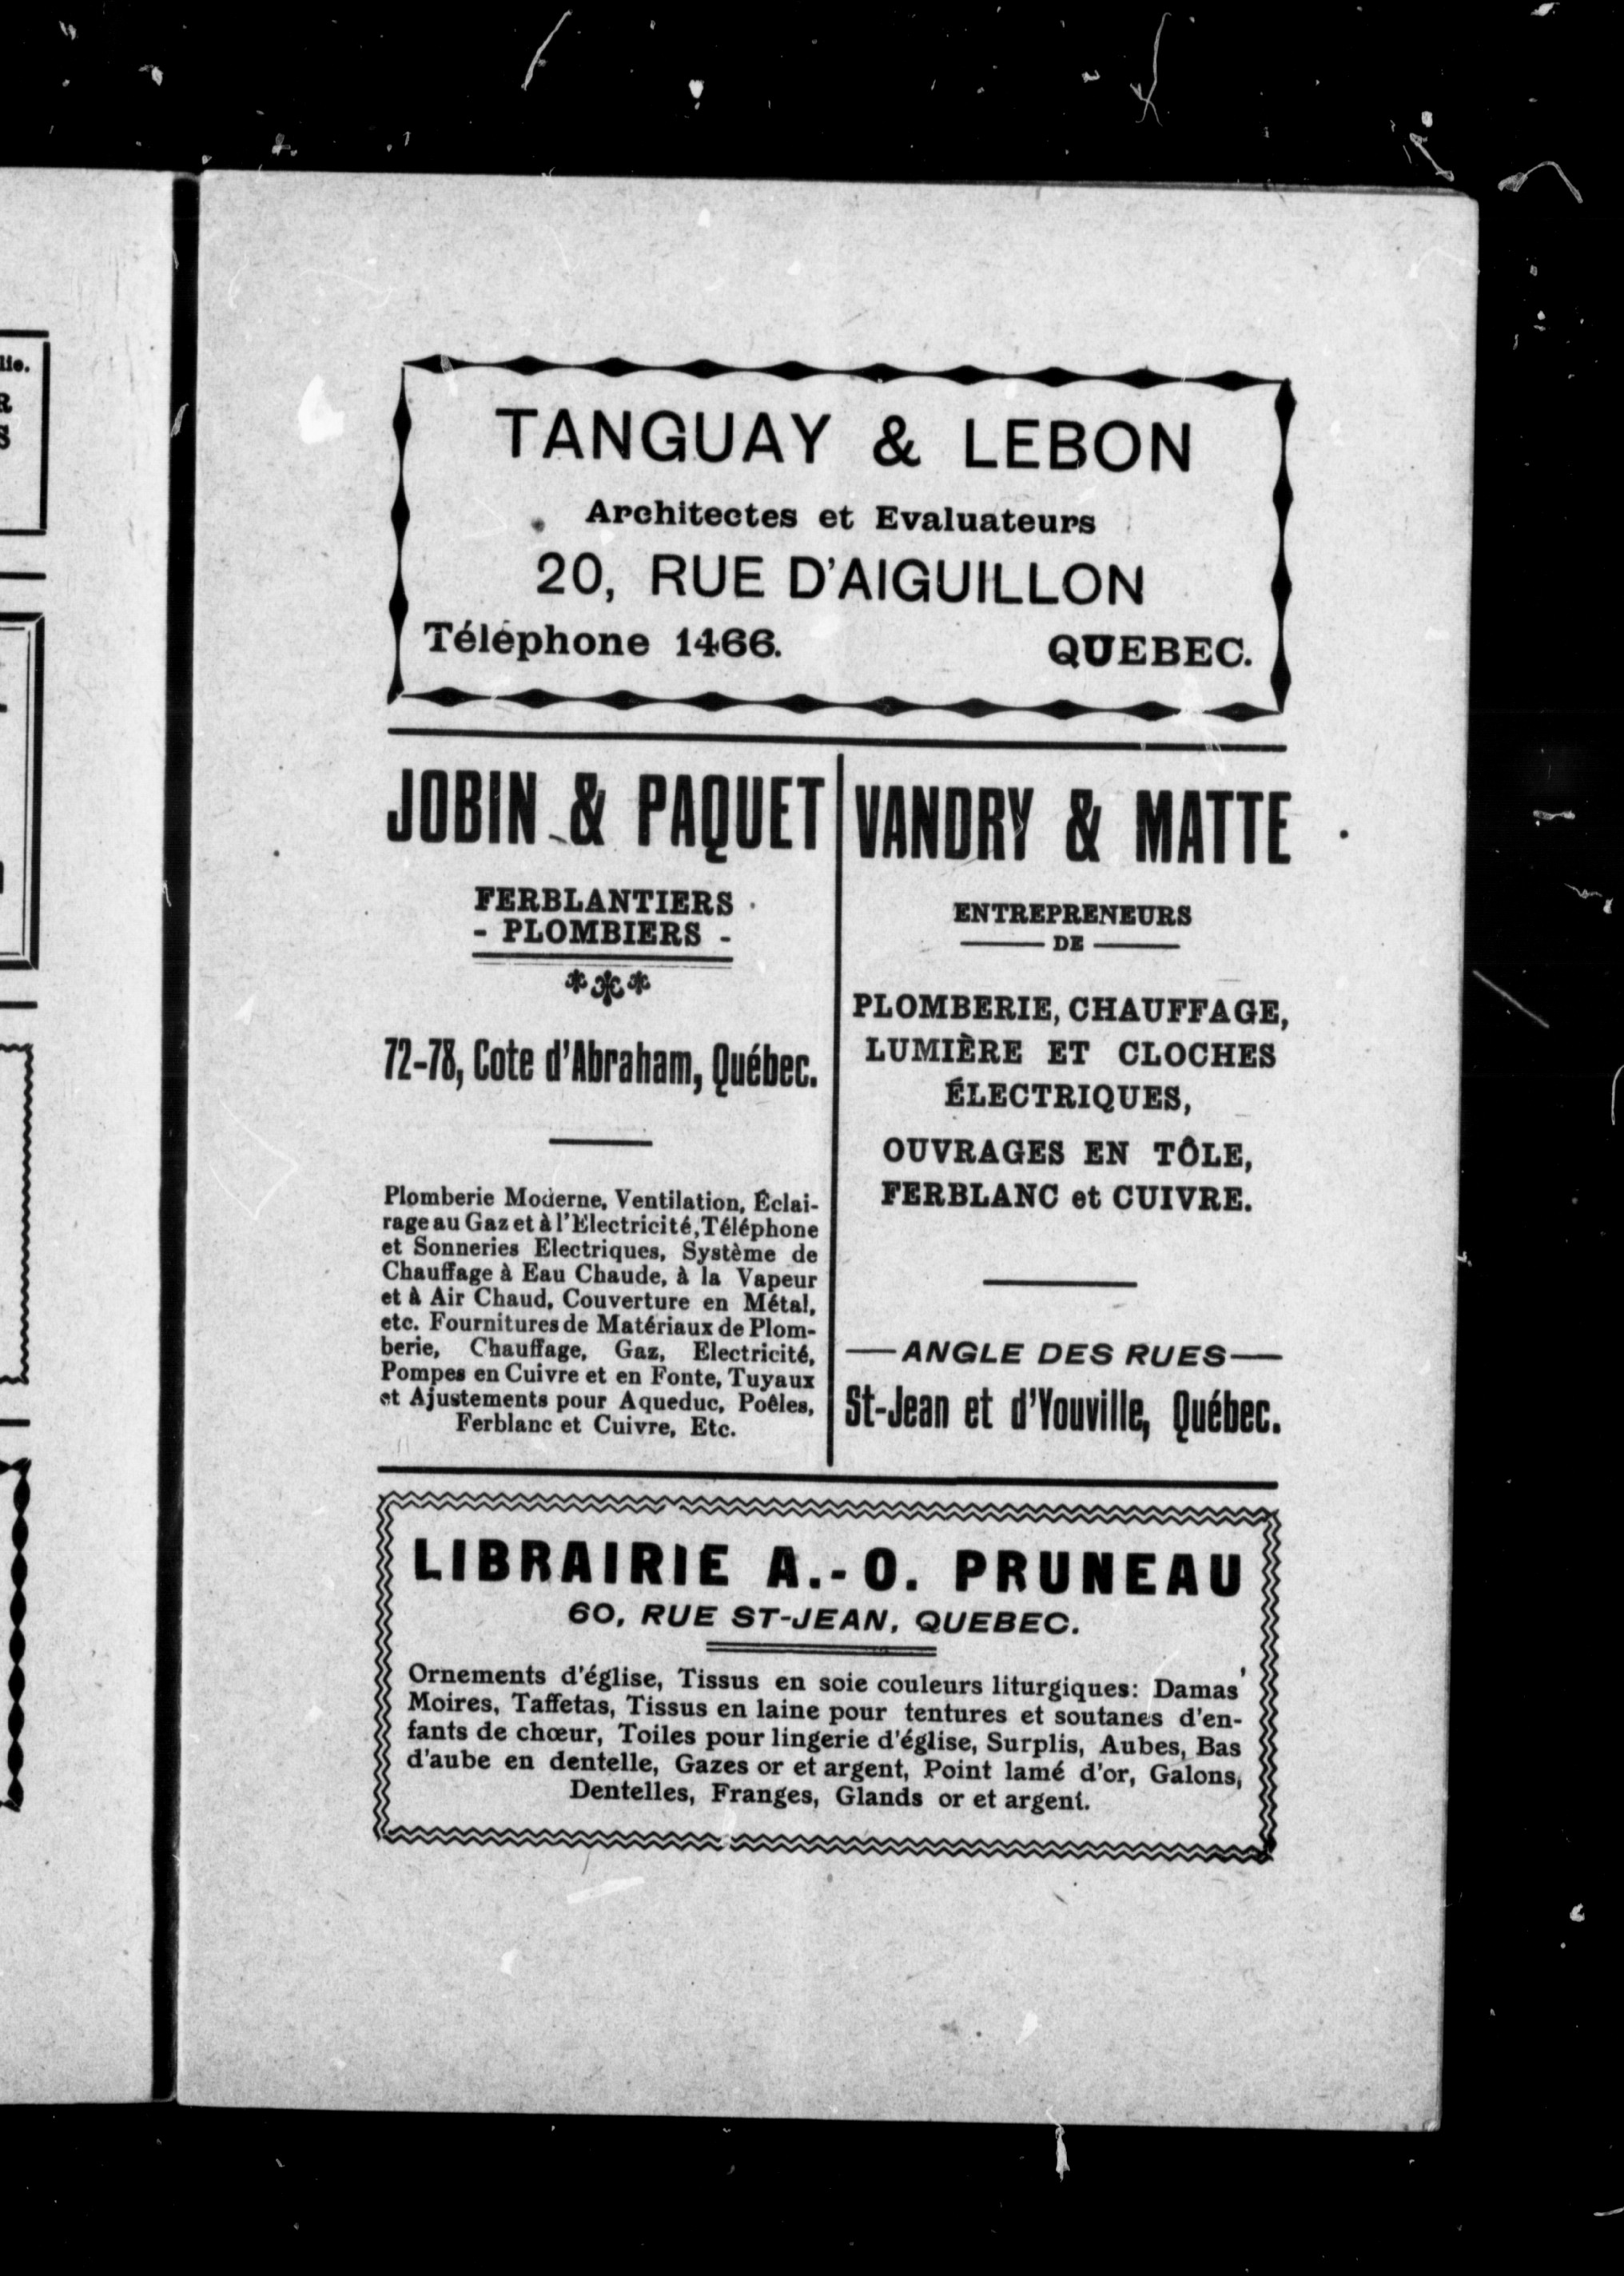 TANGUAY & LEBON
Architectes et Evaluateurs
20, RUE D'AIGUILLON
Téléphone 1466. QUEBEC.
JOBIN & PAQUET
FERBLANTIERS
- PLOMBIERS -
72-78, Cote d'Abraham, Québec.
Plomberie Moderne, Ventilation, Éclai-
rage au Gaz et à l'Electricité, Téléphone
et Sonneries Electriques, Système de
Chauffage à Eau Chaude, à la Vapeur
et à Air Chaud, Couverture en Métal,
etc. Fournitures de Matériaux de Plom-
berie, Chauffage, Gaz, Electricité,
Pompes en Cuivre et en Fonte, Tuyaux
et Ajustements pour Aqueduc, Poêles,
Ferblanc et Cuivre, Etc.
VANDRY & MATTE
ENTREPRENEURS
DE
PLOMBERIE, CHAUFFAGE,
LUMIÈRE ET CLOCHES
ÉLECTRIQUES,
OUVRAGES EN TÔLE,
FERBLANC et CUIVRE.
ANGLE DES RUES
St-Jean et d'Youville, Québec.
LIBRAIRIE A.-O. PRUNEAU
60, RUE ST-JEAN, QUEBEC.
Ornements d'église, Tissus en soie couleurs liturgiques: Damas'
Moires, Taffetas, Tissus en laine pour tentures et soutanes d'en-
fants de chœur, Toiles pour lingerie d'église, Surplis, Aubes, Bas
d'aube en dentelle, Gazes or et argent, Point lamé d'or, Galons,
Dentelles, Franges, Glands or et argent.